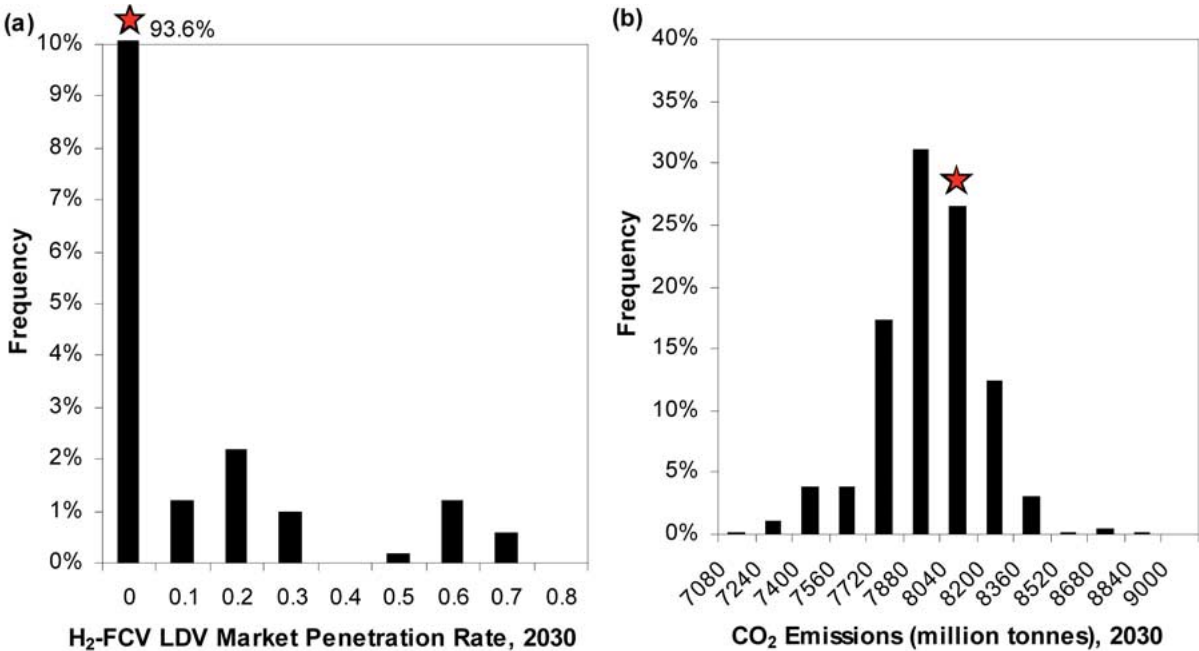 (a)
93.6%
10%
9%
8%
7%
6%
5%
4%
3%
2%
1%
0%
Frequency
0 0.1 0.2 0.3 0.4 0.5 0.6 0.7 0.8
H₂-FCV LDV Market Penetration Rate, 2030
(b)
40%
35%
30%
25%
20%
15%
10%
5%
0%
Frequency
7080 7240 7400 7560 7720 7880 8040 8200 8360 8520 8680 8840 9000
CO₂ Emissions (million tonnes), 2030